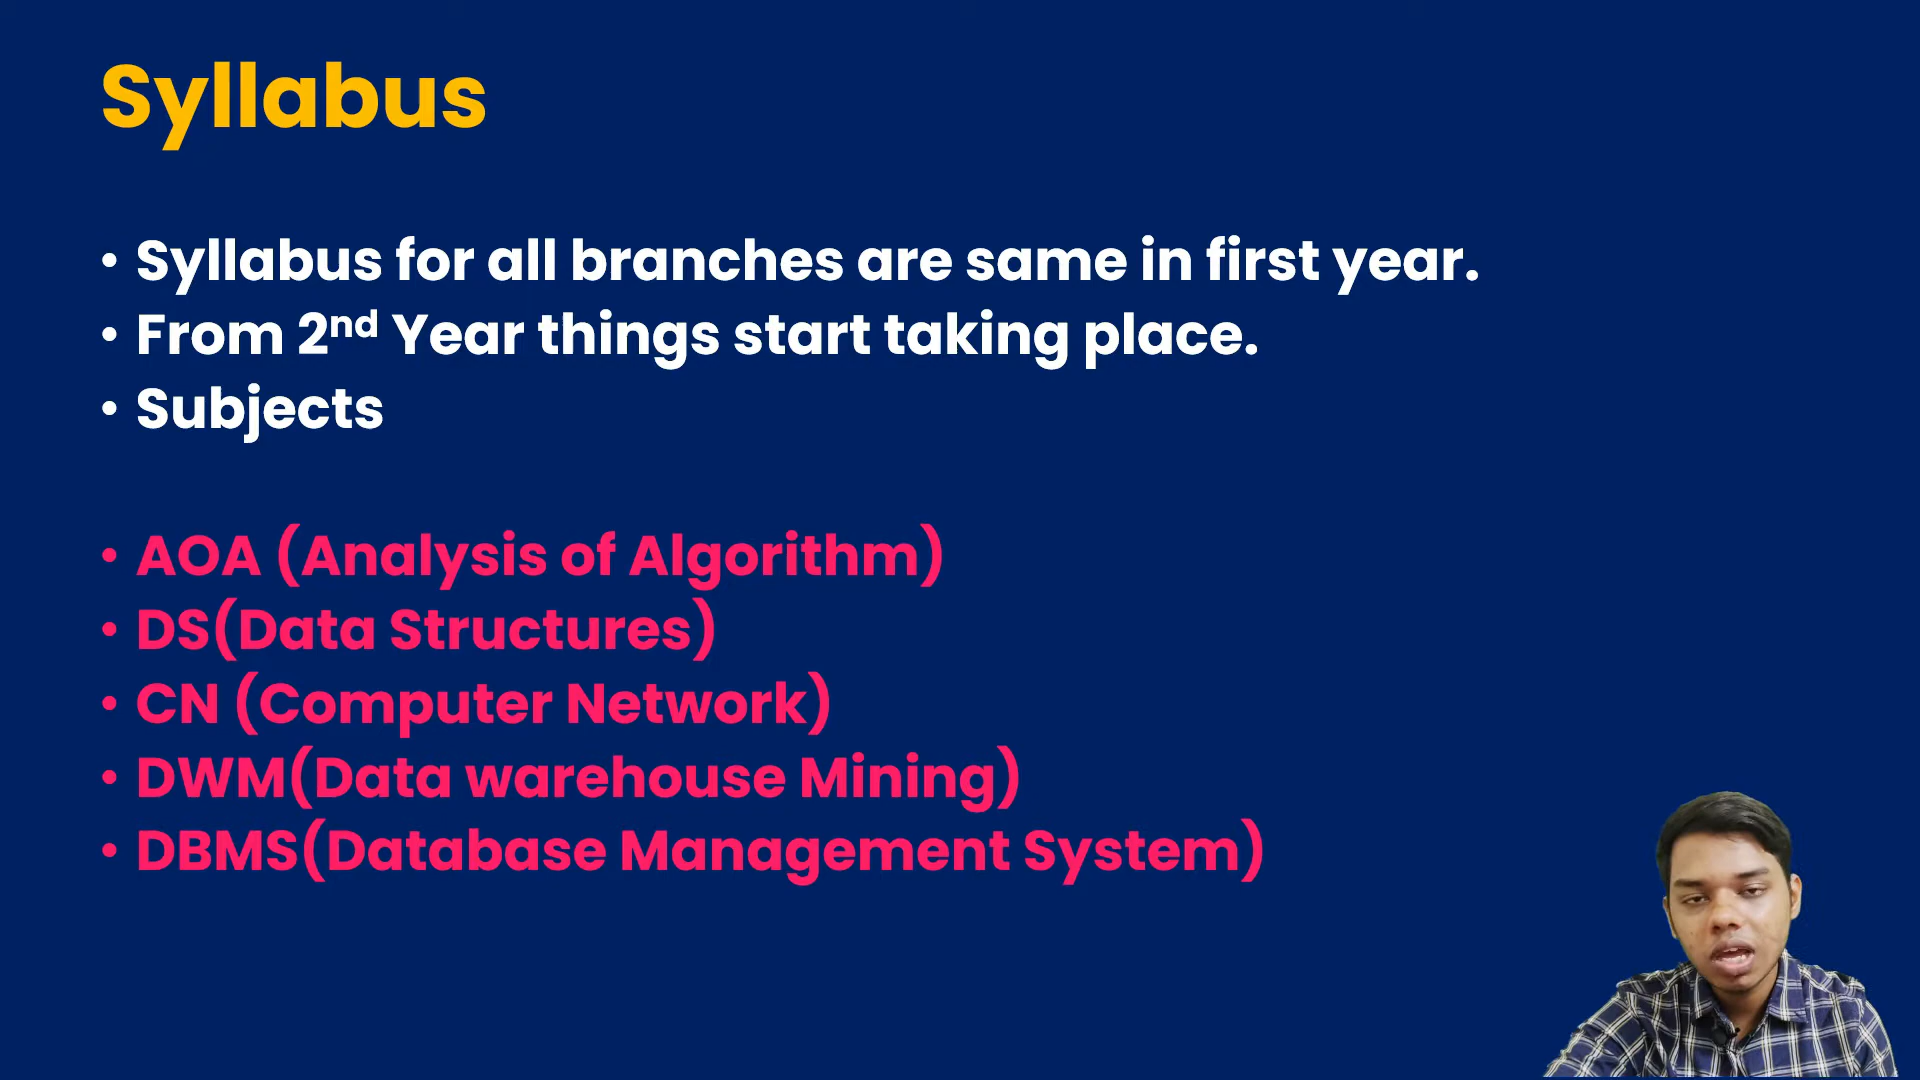 Syllabus
• Syllabus for all branches are same in first year.
• From 2nd Year things start taking place.
• Subjects
• AOA (Analysis of Algorithm)
• DS(Data Structures)
• CN (Computer Network)
• DWM(Data warehouse Mining)
• DBMS(Database Management System)